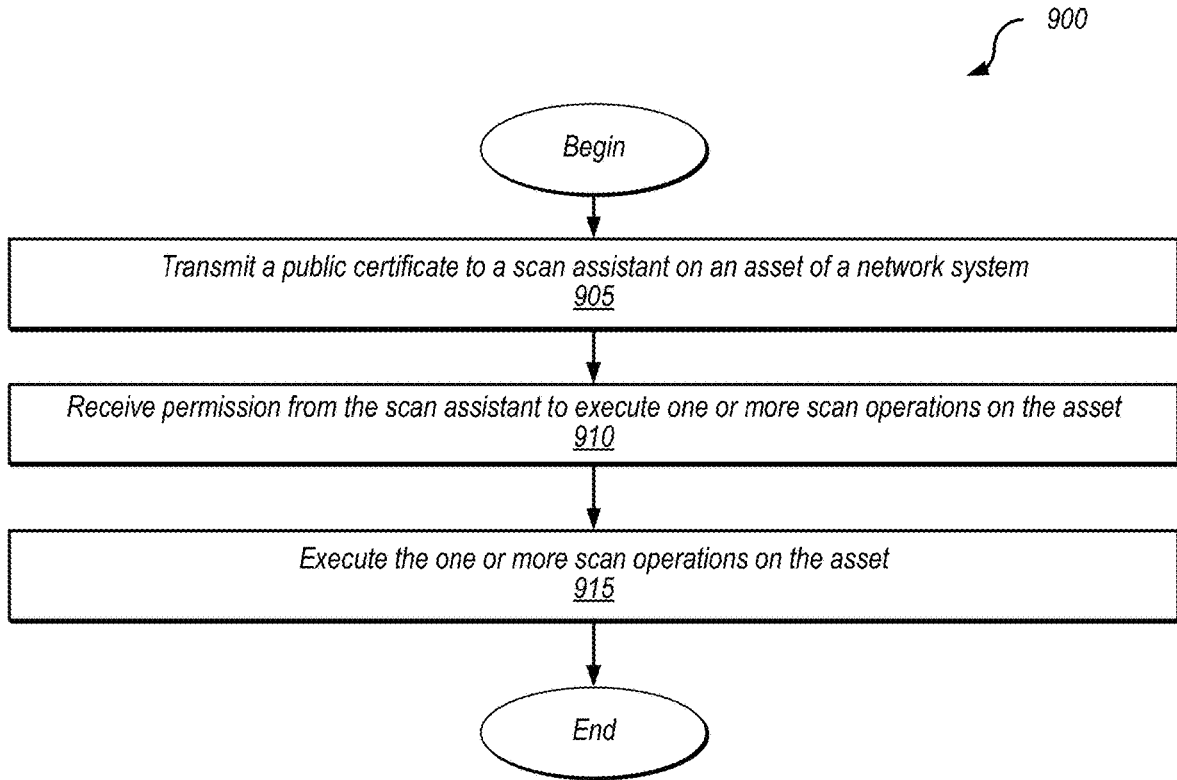 900
Begin
Transmit a public certificate to a scan assistant on an asset of a network system
905
Receive permission from the scan assistant to execute one or more scan operations on the asset
910
Execute the one or more scan operations on the asset
915
End